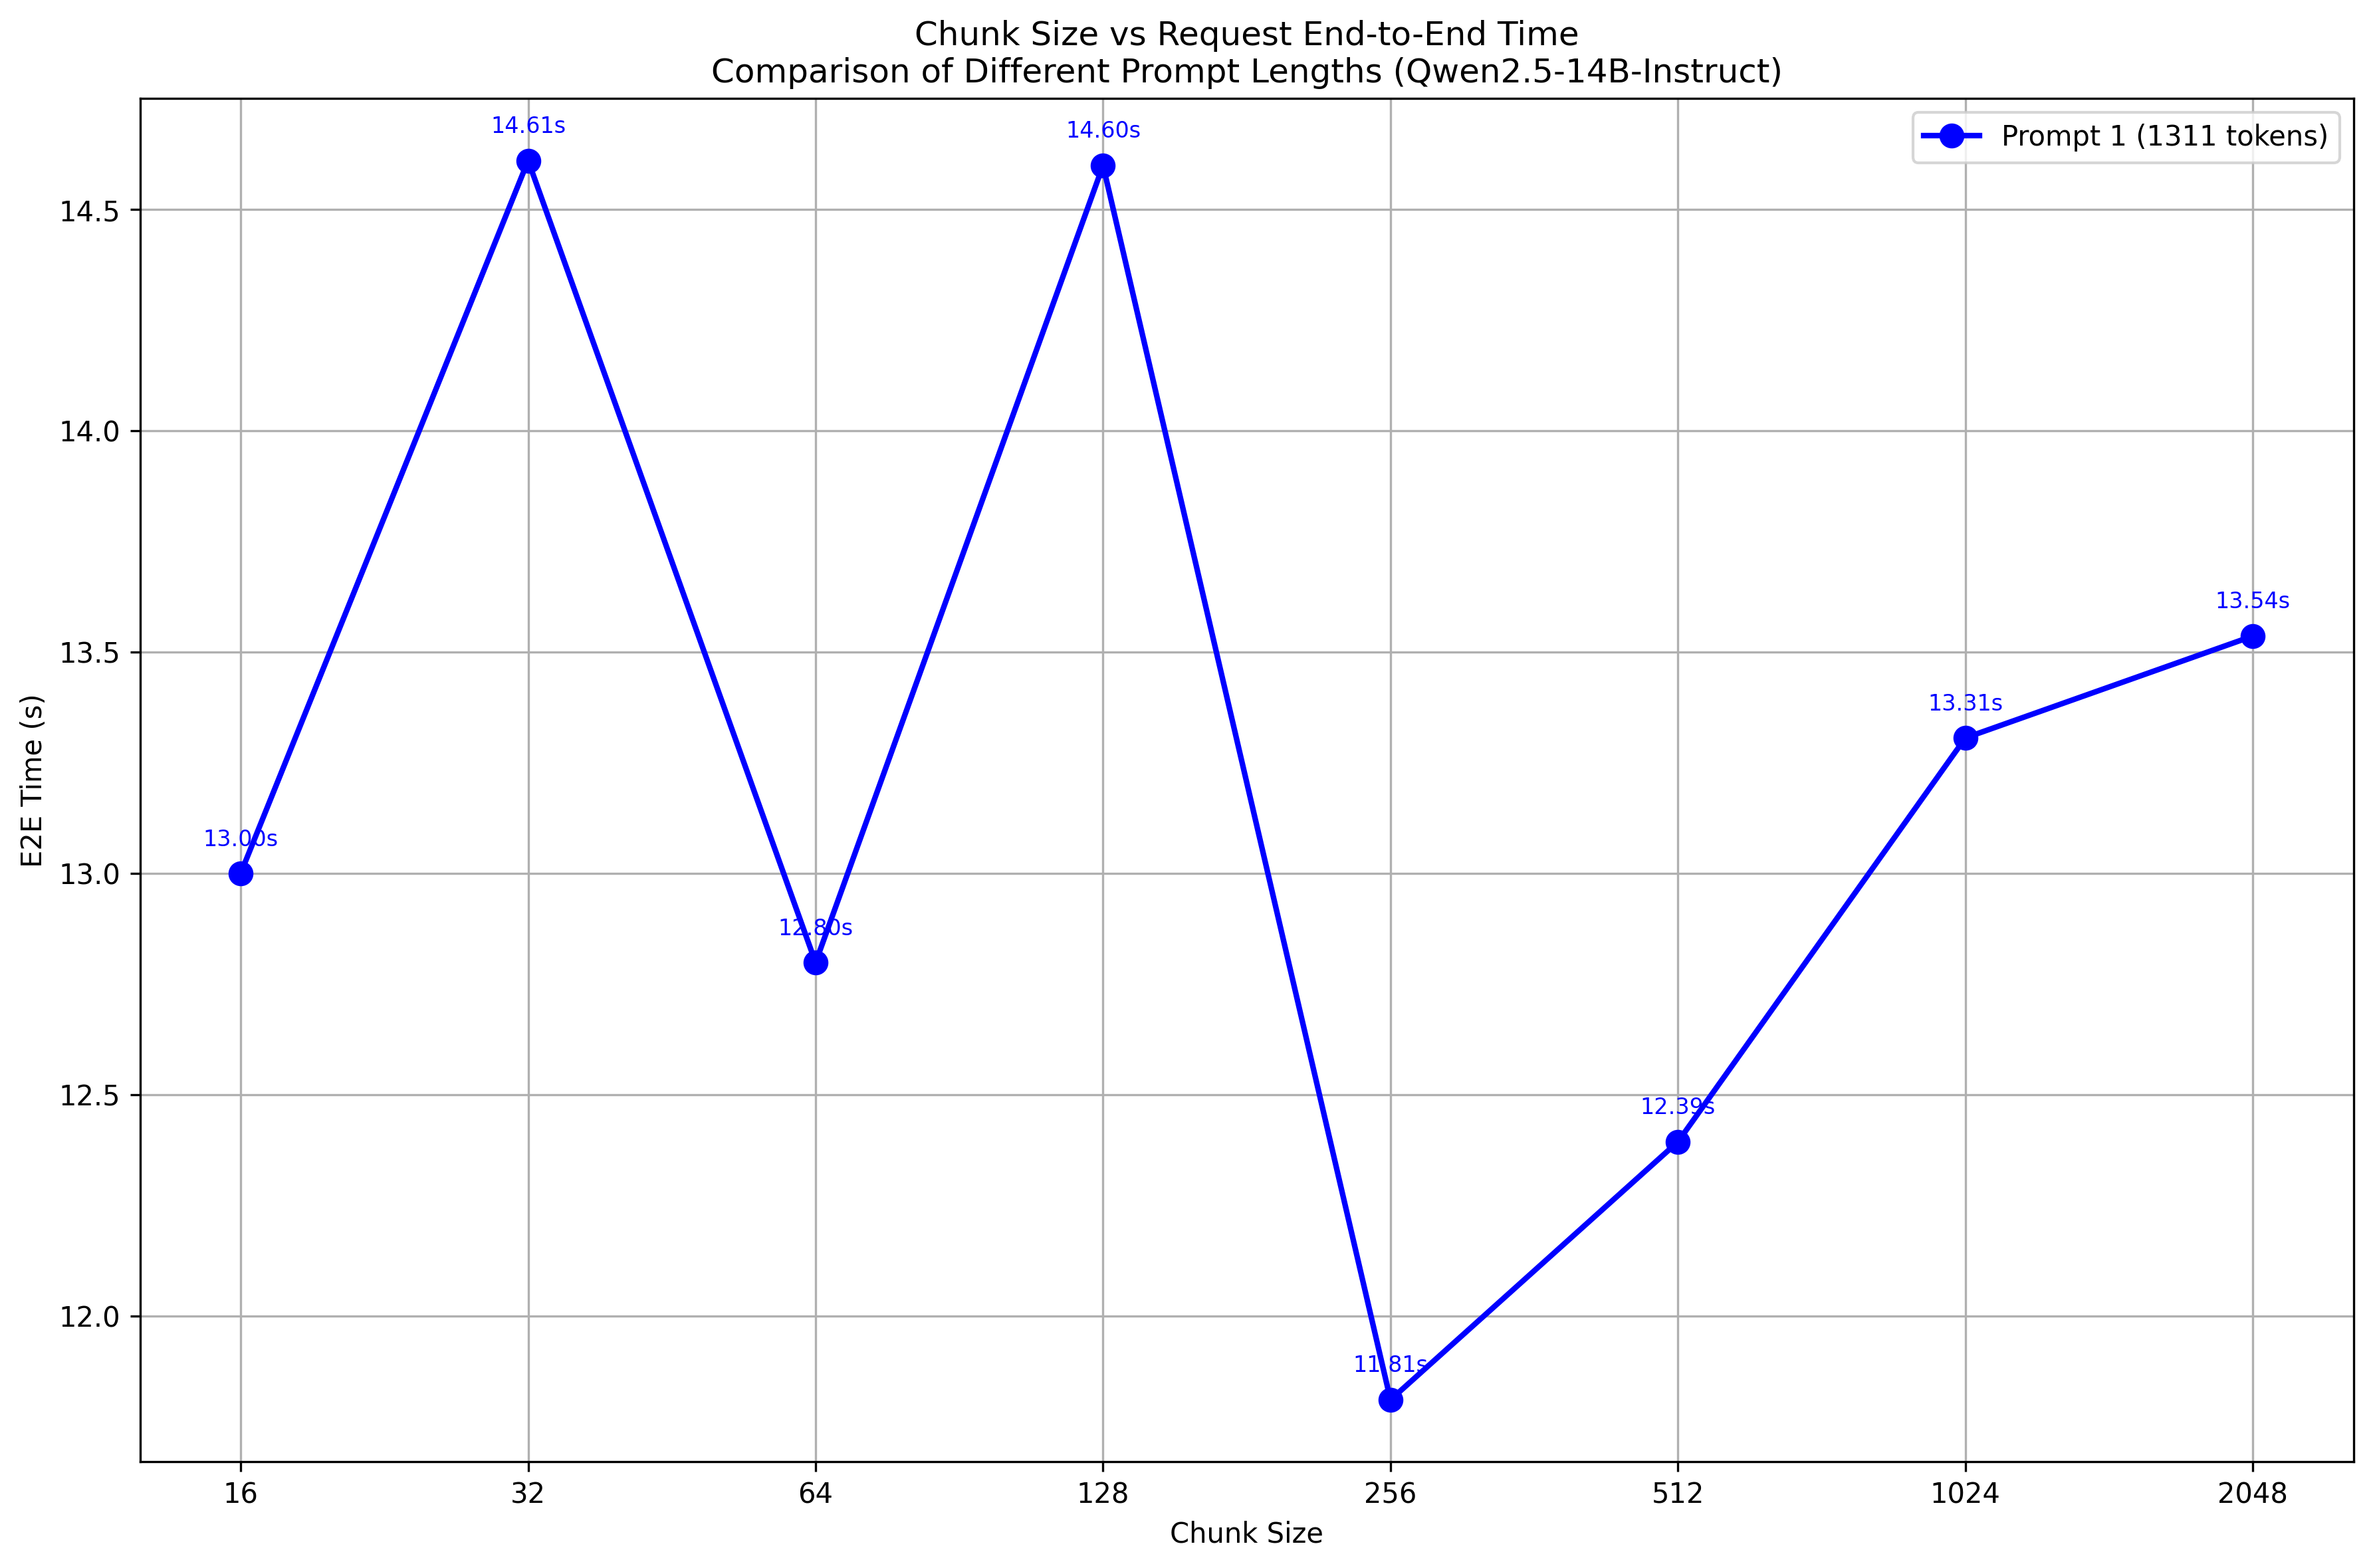 Chunk Size vs Request End-to-End Time
Comparison of Different Prompt Lengths (Qwen2.5-14B-Instruct)
Prompt 1 (1311 tokens)
14.61s
14.60s
13.54s
13.31s
13.00s
12.80s
12.39s
11.81s
E2E Time (s)
14.5
14.0
13.5
13.0
12.5
12.0
16 32 64 128 256 512 1024 2048
Chunk Size